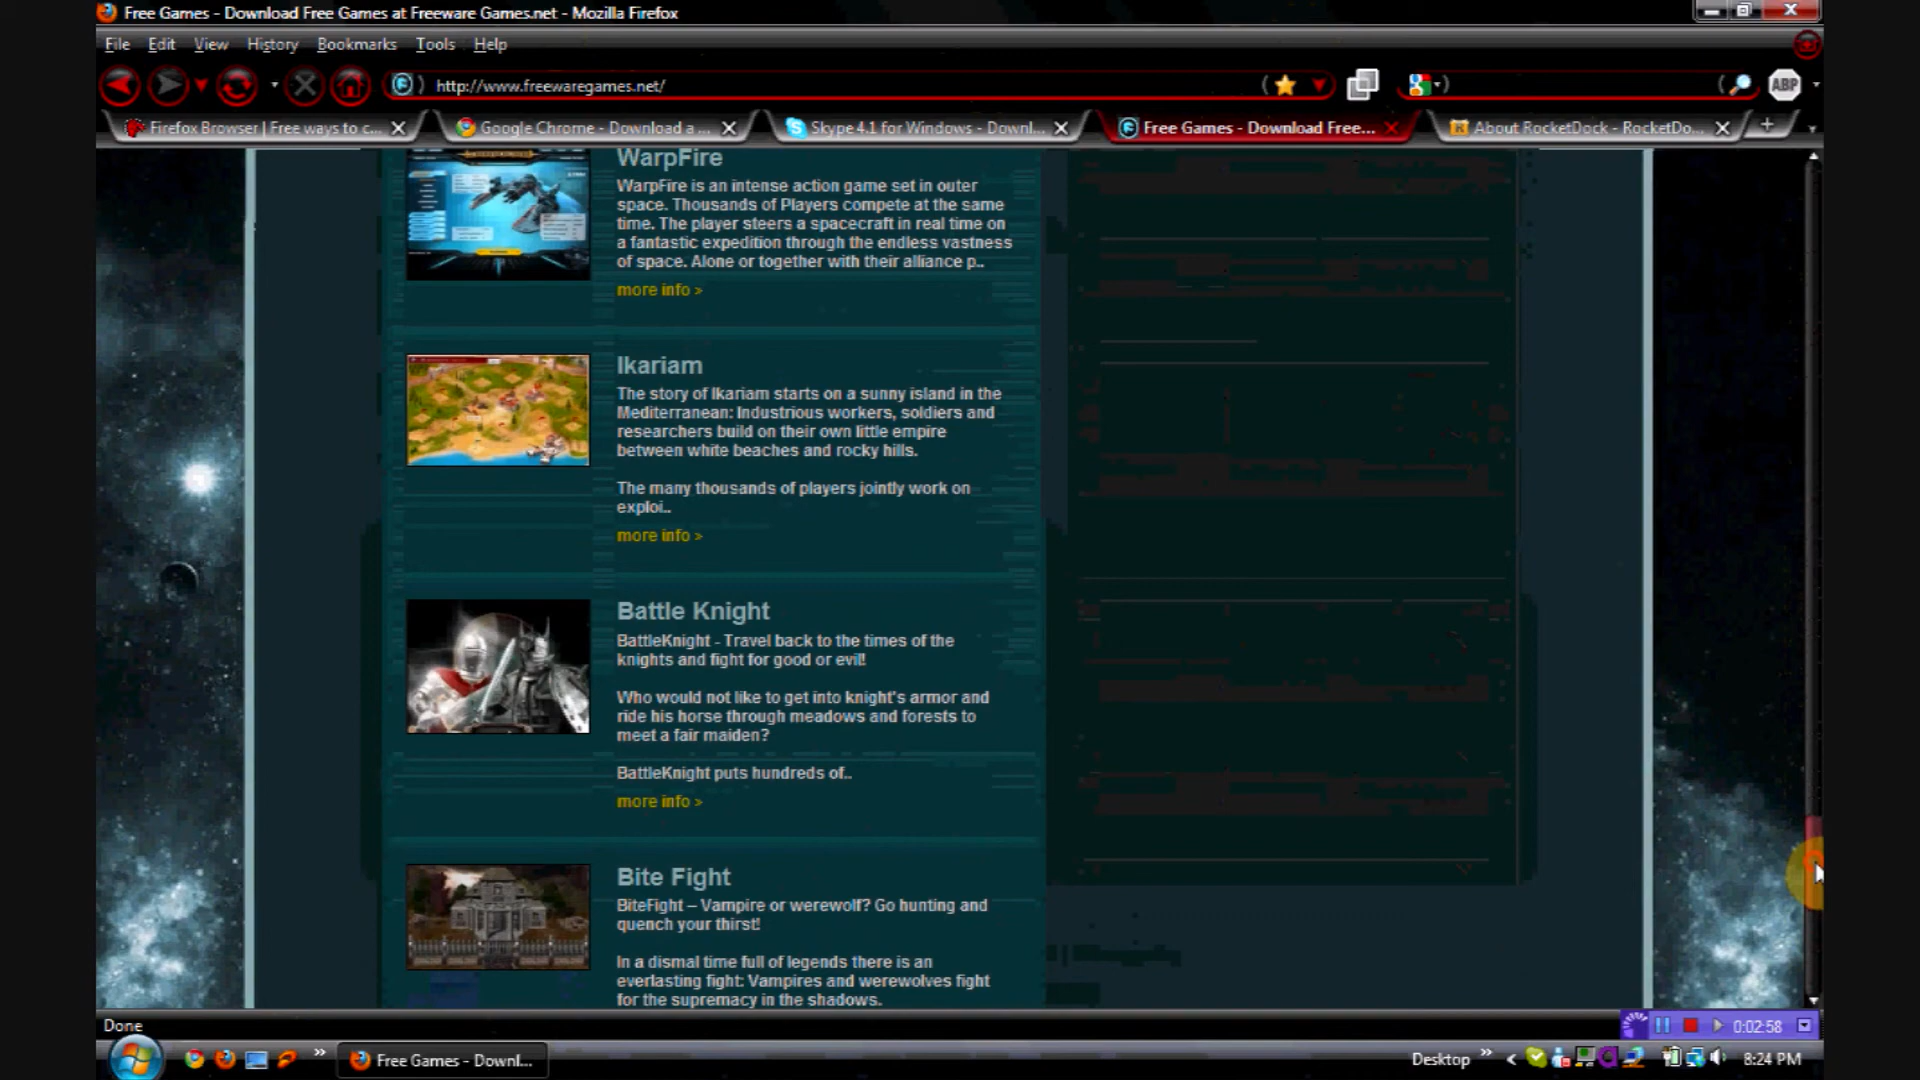 Free Games - Download Free Games at Freeware Games.net - Mozilla Firefox
File Edit View History Bookmarks Tools Help
http://www.freewaregames.net/
ABP
Firefox Browser | Free ways to c...
Google Chrome - Download a ...
Skype 4.1 for Windows - Downl...
Free Games - Download Free...
About RocketDock - RocketDo...
WarpFire
WarpFire is an intense action game set in outer
space. Thousands of Players compete at the same
time. The player steers a spacecraft in real time on
a fantastic expedition through the endless vastness
of space. Alone or together with their alliance p..
more info >
Ikariam
The story of Ikariam starts on a sunny island in the
Mediterranean: Industrious workers, soldiers and
researchers build on their own little empire
between white beaches and rocky hills.
The many thousands of players jointly work on
exploi..
more info >
Battle Knight
BattleKnight - Travel back to the times of the
knights and fight for good or evil!
Who would not like to get into knight's armor and
ride his horse through meadows and forests to
meet a fair maiden?
BattleKnight puts hundreds of..
more info >
Bite Fight
BiteFight – Vampire or werewolf? Go hunting and
quench your thirst!
In a dismal time full of legends there is an
everlasting fight: Vampires and werewolves fight
for the supremacy in the shadows.
Done
0:02:58
Free Games - Downl...
Desktop
8:24 PM